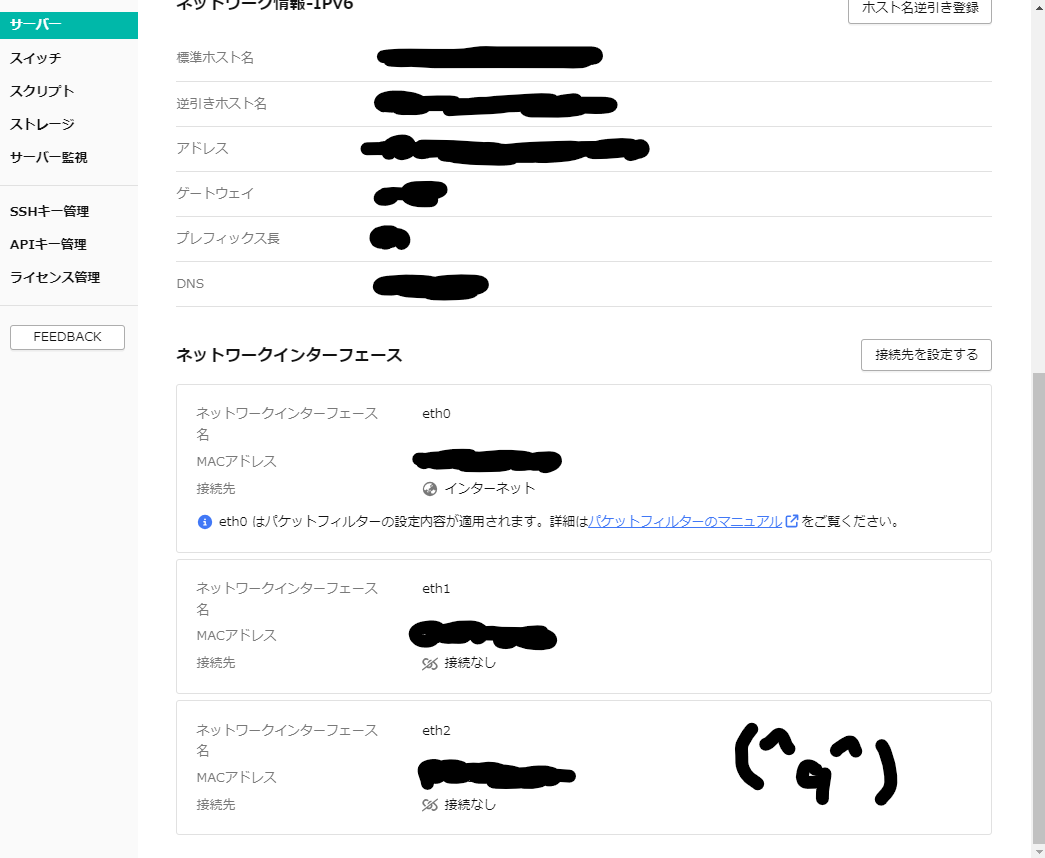 サーバー
スイッチ
スクリプト
ストレージ
サーバー監視
SSHキー管理
APIキー管理
ライセンス管理
FEEDBACK
ネットワーク情報-IPv6
ホスト名逆引き登録
標準ホスト名
逆引きホスト名
アドレス
ゲートウェイ
プレフィックス長
DNS
ネットワークインターフェース
接続先を設定する
ネットワークインターフェース名 eth0
MACアドレス
接続先 インターネット
eth0 はパケットフィルターの設定内容が適用されます。詳細はパケットフィルターのマニュアルをご覧ください。
ネットワークインターフェース名 eth1
MACアドレス
接続先 接続なし
ネットワークインターフェース名 eth2
MACアドレス
接続先 接続なし
(^q^)